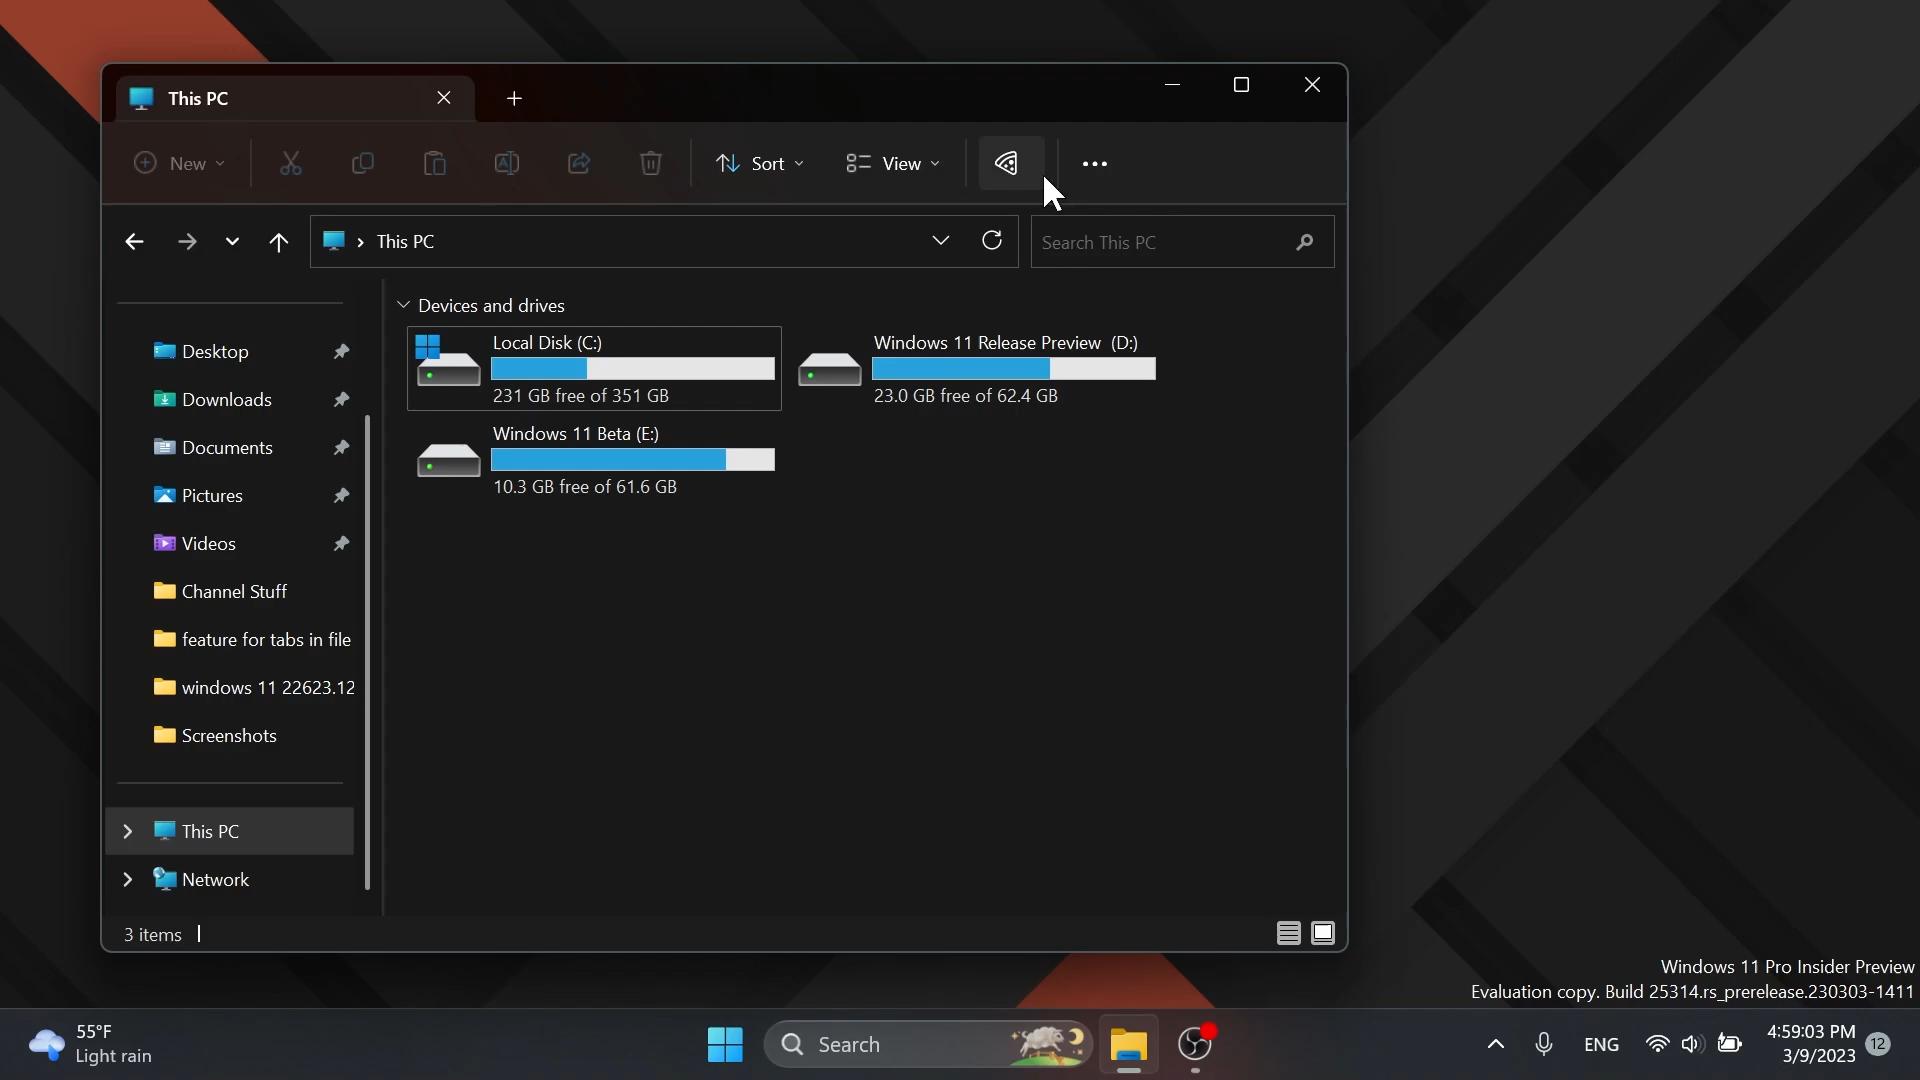 This PC
New
Sort
View
This PC
Search This PC
Desktop
Downloads
Documents
Pictures
Videos
Channel Stuff
feature for tabs in file
windows 11 22623.12
Screenshots
This PC
Network
Devices and drives
Local Disk (C:)
231 GB free of 351 GB
Windows 11 Release Preview (D:)
23.0 GB free of 62.4 GB
Windows 11 Beta (E:)
10.3 GB free of 61.6 GB
3 items
Windows 11 Pro Insider Preview
Evaluation copy. Build 25314.rs_prerelease.230303-1411
55°F
Light rain
Search
ENG
4:59:03 PM
3/9/2023
12